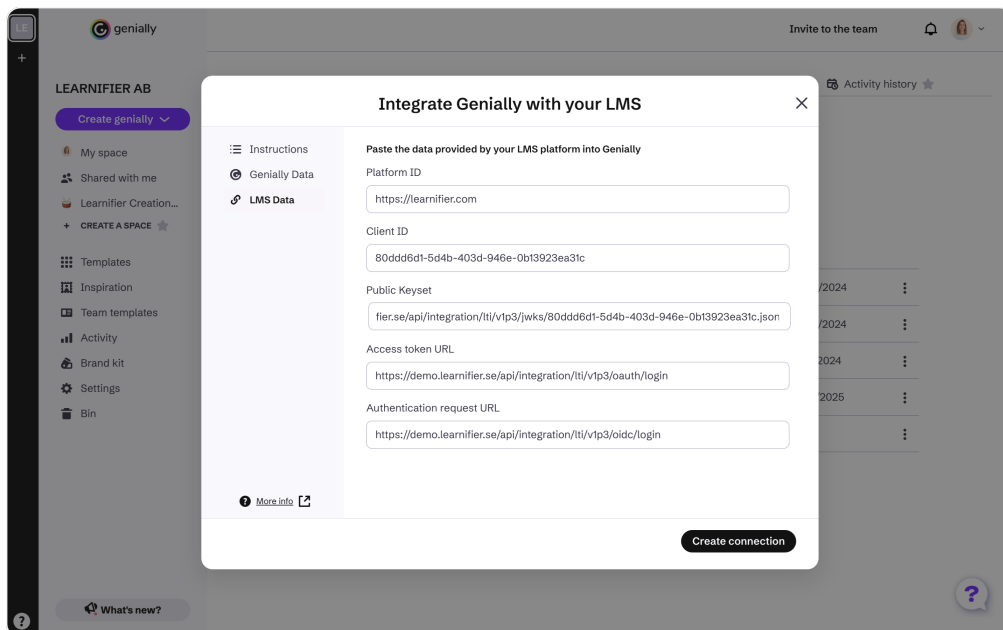 LE
genially
Invite to the team
LEARNIFIER AB
Create genially
My space
Shared with me
Learnifier Creation...
+ CREATE A SPACE
Templates
Inspiration
Team templates
Activity
Brand kit
Settings
Bin
What's new?
?
Activity history
/2024
/2024
2024
/2025
?
Integrate Genially with your LMS
Instructions
Genially Data
LMS Data
? More info
Paste the data provided by your LMS platform into Genially
Platform ID
https://learnifier.com
Client ID
80ddd6d1-5d4b-403d-946e-0b13923ea31c
Public Keyset
fier.se/api/integration/lti/v1p3/jwks/80ddd6d1-5d4b-403d-946e-0b13923ea31c.json
Access token URL
https://demo.learnifier.se/api/integration/lti/v1p3/oauth/login
Authentication request URL
https://demo.learnifier.se/api/integration/lti/v1p3/oidc/login
Create connection